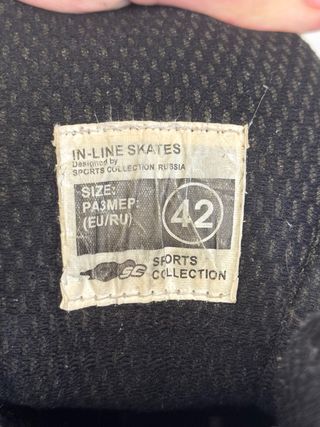 IN-LINE SKATES
Designed by
SPORTS COLLECTION RUSSIA
SIZE:
РАЗМЕР:
(EU/RU)
42
SPORTS
COLLECTION